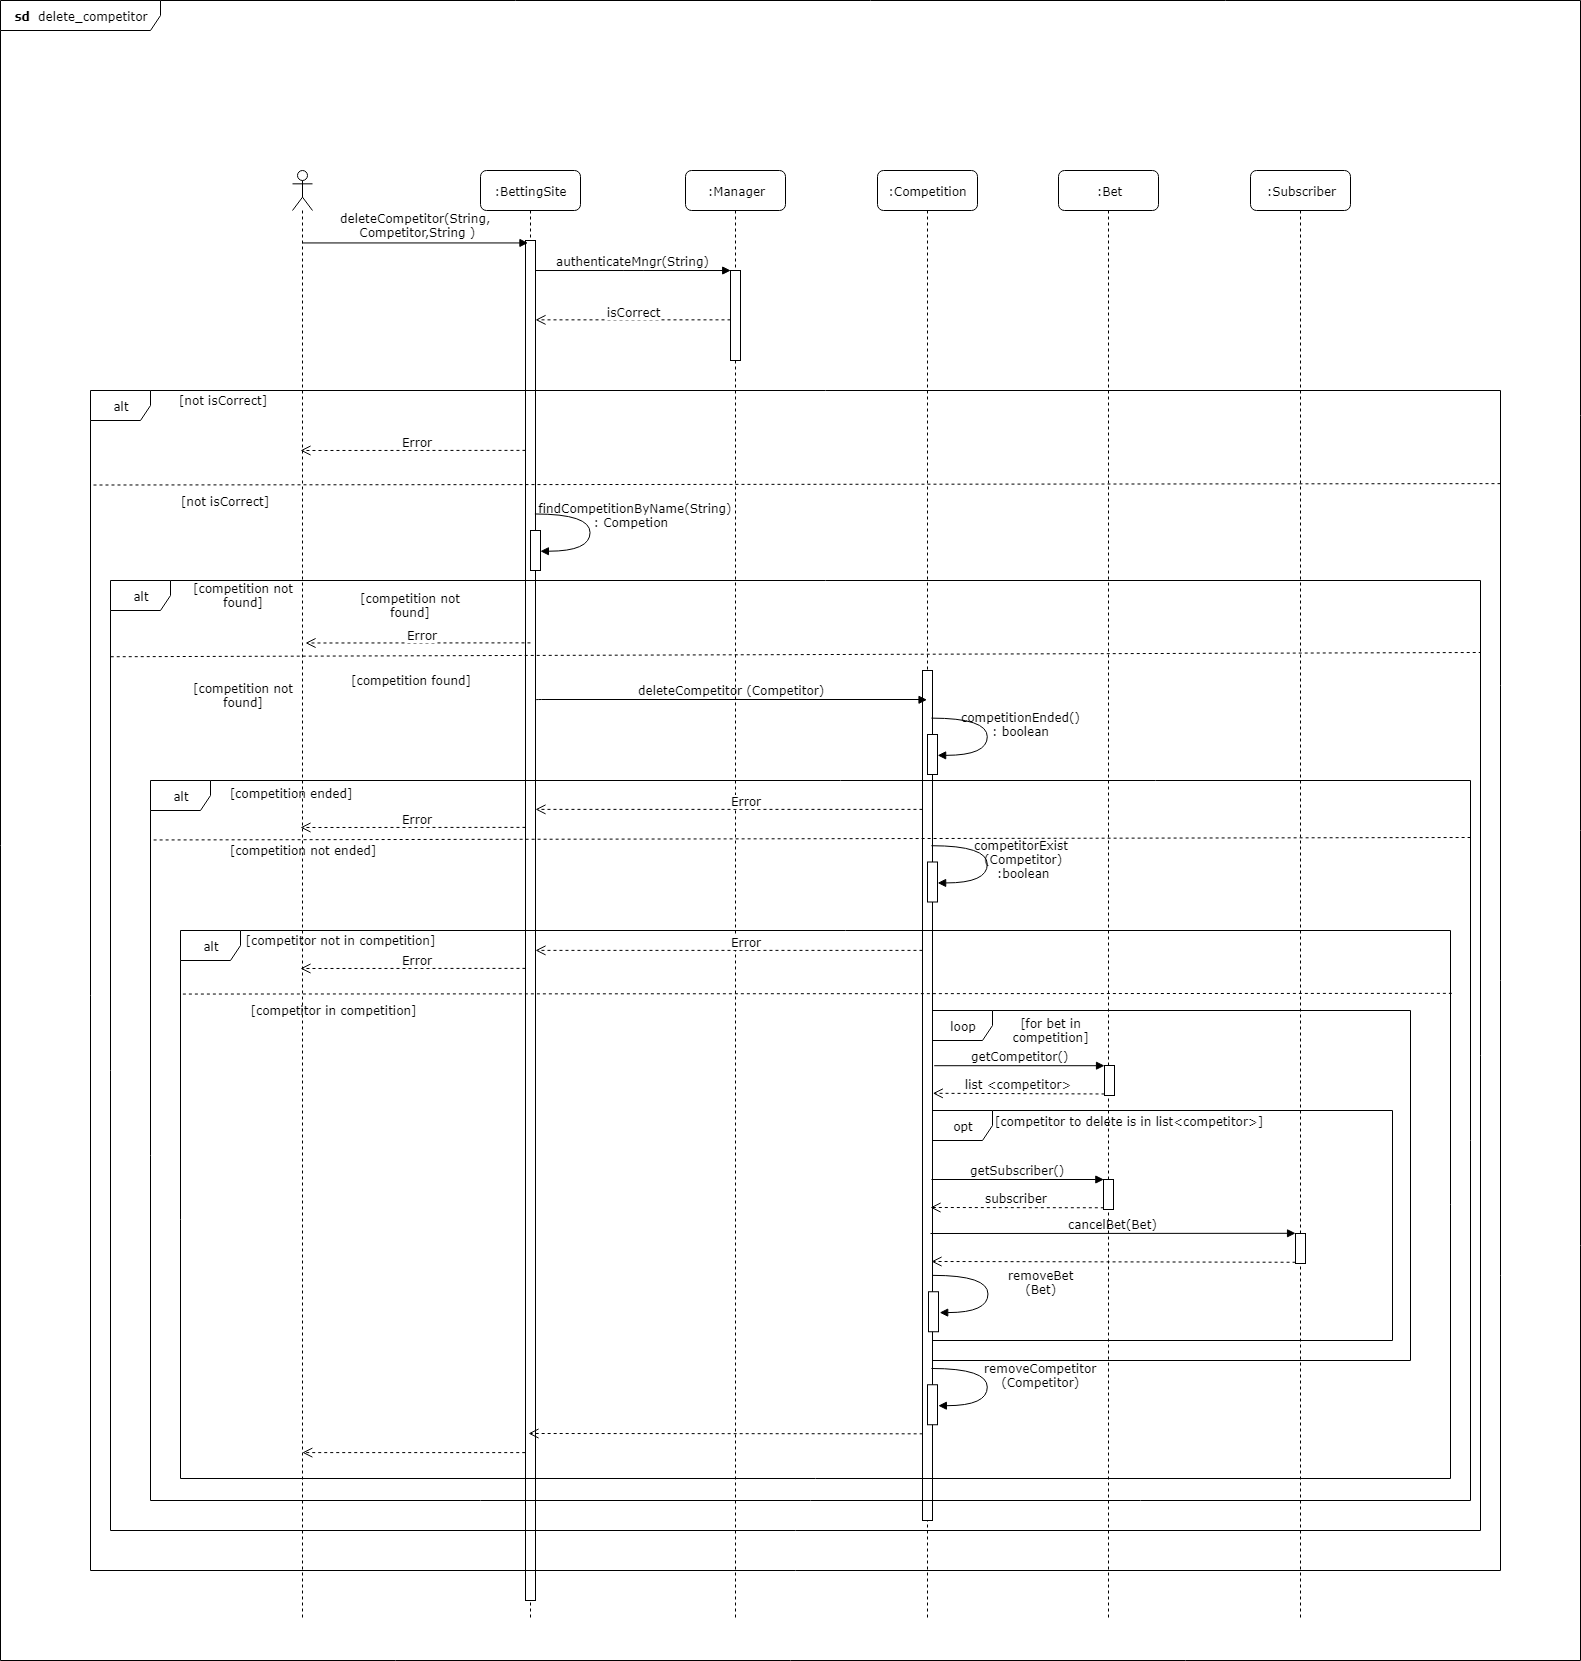 sd delete_competitor
:BettingSite
:Manager
:Competition
:Bet
:Subscriber
deleteCompetitor(String,
Competitor,String )
authenticateMngr(String)
isCorrect
alt
[not isCorrect]
Error
[not isCorrect]
findCompetitionByName(String)
: Competion
alt
[competition not
found]
[competition not
found]
Error
[competition not
found]
[competition found]
deleteCompetitor (Competitor)
competitionEnded()
: boolean
alt
[competition ended]
Error
Error
[competition not ended]
competitorExist
(Competitor)
:boolean
alt
[competitor not in competition]
Error
Error
[competitor in competition]
loop
[for bet in
competition]
getCompetitor()
list <competitor>
opt
[competitor to delete is in list<competitor>]
getSubscriber()
subscriber
cancelBet(Bet)
removeBet
(Bet)
removeCompetitor
(Competitor)